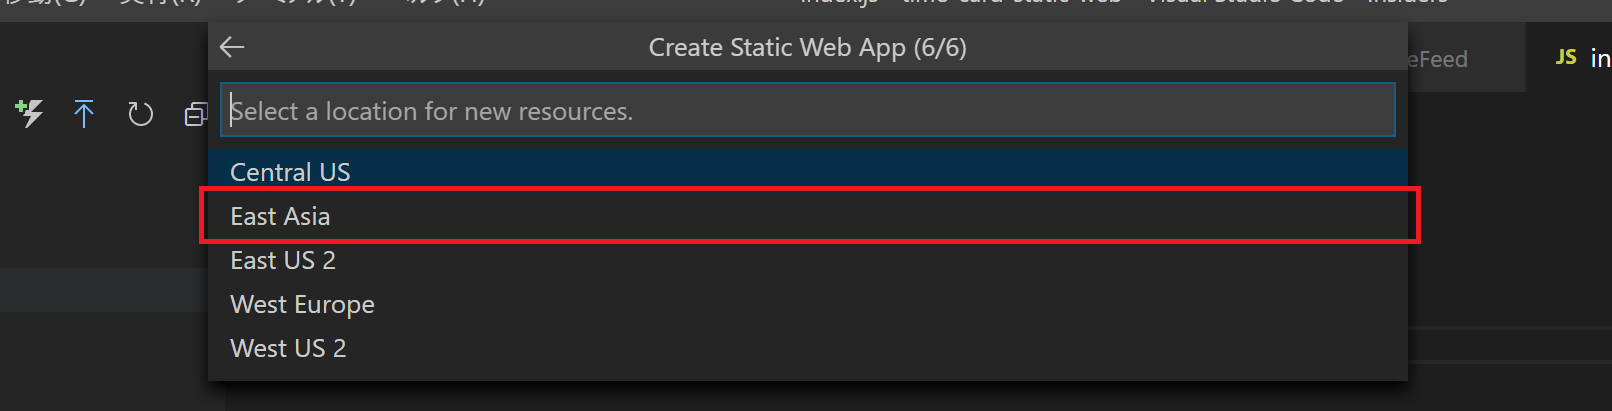 Create Static Web App (6/6)
eFeed
JS in
Select a location for new resources.
Central US
East Asia
East US 2
West Europe
West US 2